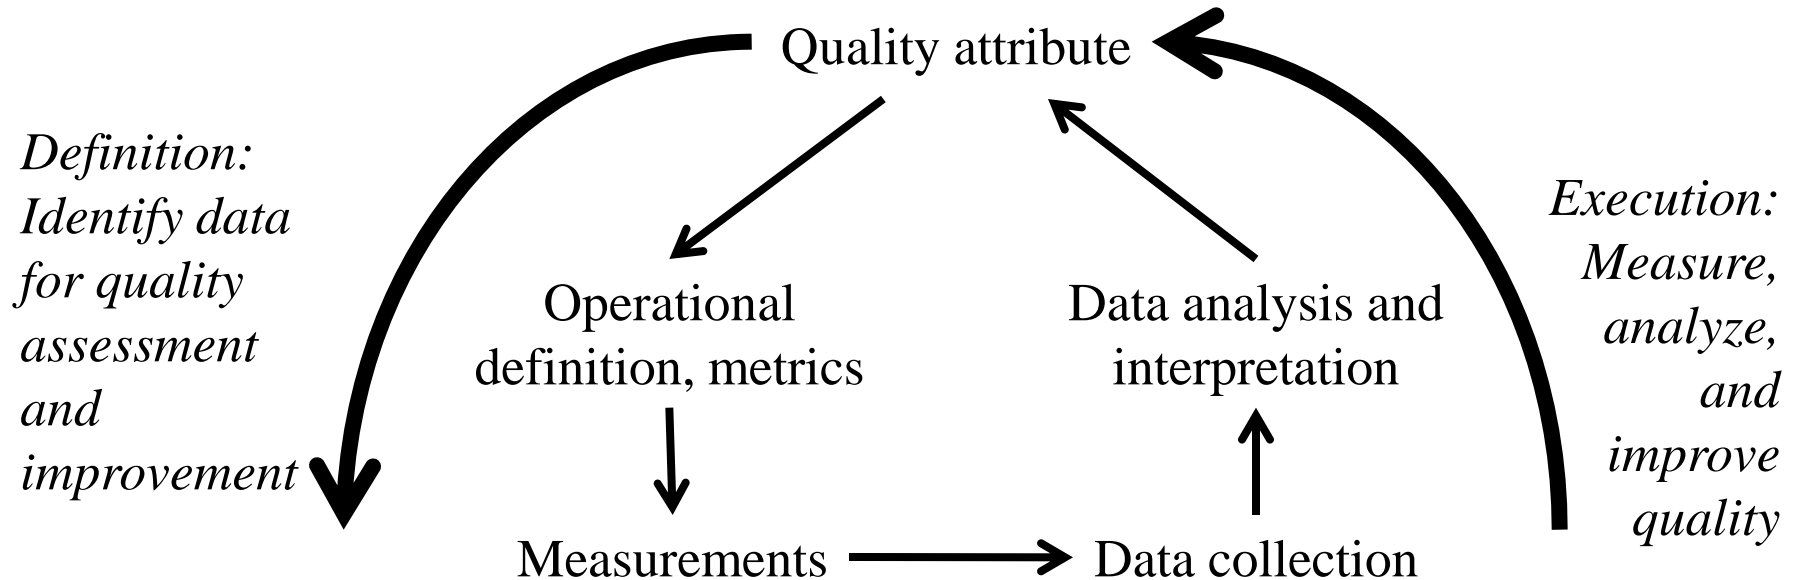 Quality attribute
Definition:
Identify data
for quality
assessment
and
improvement
Operational
definition, metrics
Measurements
Data collection
Data analysis and
interpretation
Execution:
Measure,
analyze,
and
improve
quality